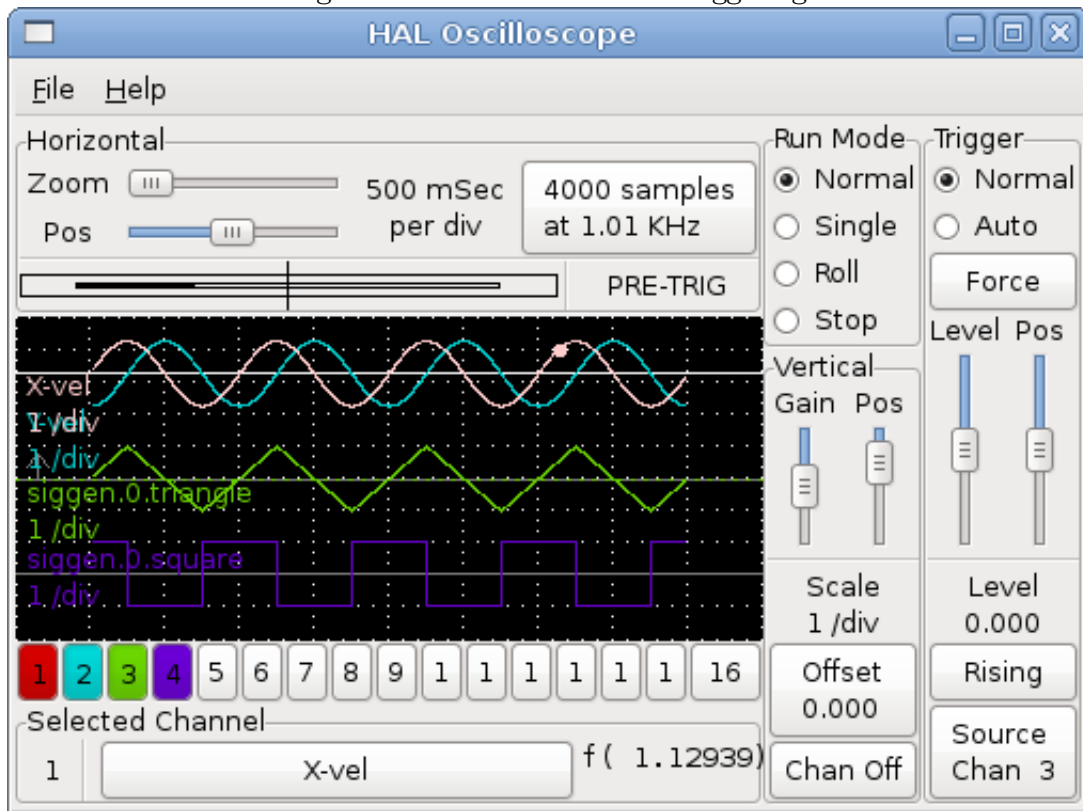 HAL Oscilloscope
File Help
Horizontal
Zoom
Pos
500 mSec
per div
4000 samples
at 1.01 KHz
PRE-TRIG
Run Mode
Normal
Single
Roll
Stop
Trigger
Normal
Auto
Force
Level Pos
Vertical
Gain Pos
X-vel
1 /div
Y-vel
1 /div
siggen.0.triangle
1 /div
siggen.0.square
1 /div
Scale
1 /div
Level
0.000
1 2 3 4 5 6 7 8 9 1 1 1 1 1 1 16
Offset
0.000
Rising
Selected Channel
1 X-vel f( 1.12939)
Chan Off
Source
Chan 3